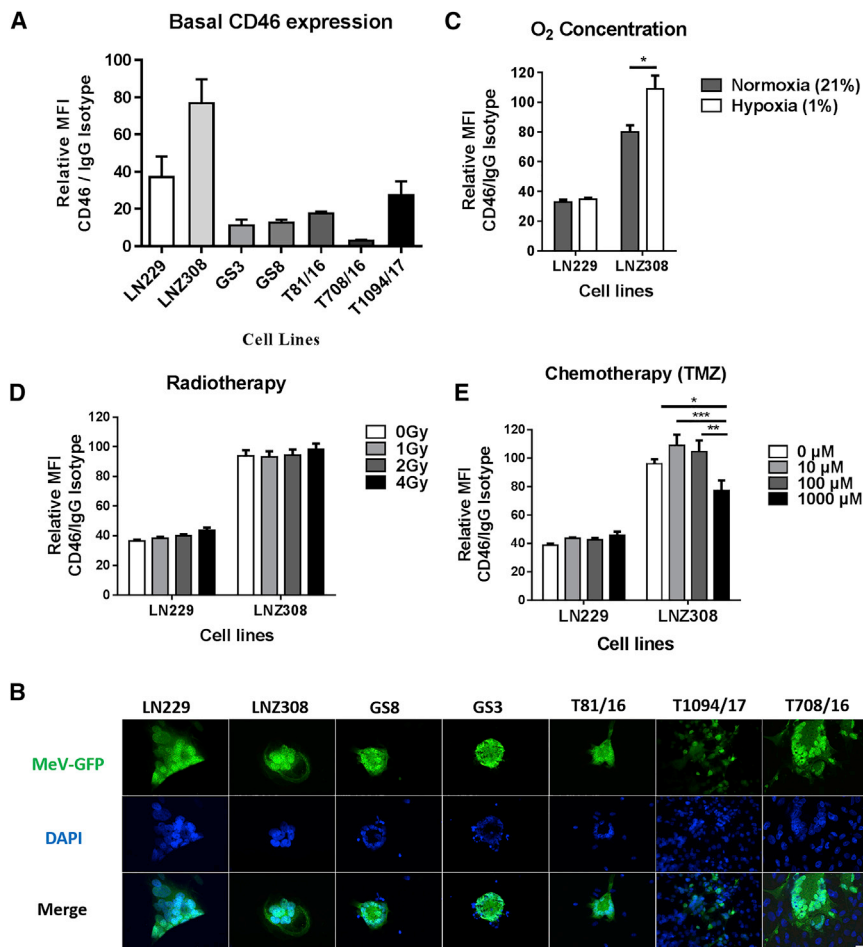 A
Basal CD46 expression
Relative MFI
CD46 / IgG Isotype
100
80
60
40
20
0
LN229
LNZ308
GS3
GS8
T81/16
T708/16
T1094/17
Cell Lines
C
O2 Concentration
*
Normoxia (21%)
Hypoxia (1%)
Relative MFI
CD46/IgG Isotype
120
100
80
60
40
20
0
LN229
LNZ308
Cell lines
D
Radiotherapy
0Gy
1Gy
2Gy
4Gy
Relative MFI
CD46/IgG Isotype
120
100
80
60
40
20
0
LN229
LNZ308
Cell lines
E
Chemotherapy (TMZ)
*
***
**
0 µM
10 µM
100 µM
1000 µM
Relative MFI
CD46/IgG Isotype
120
100
80
60
40
20
0
LN229
LNZ308
Cell lines
B
LN229 LNZ308 GS8 GS3 T81/16 T1094/17 T708/16
MeV-GFP
DAPI
Merge